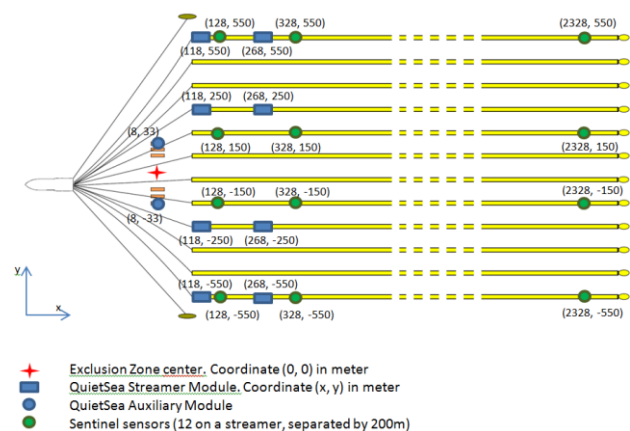 (128, 550) (328, 550) (2328, 550)
(118, 550) (268, 550)
(118, 250) (268, 250)
(8, 33)
(128, 150) (328, 150) (2328, 150)
(128, -150) (328, -150) (2328, -150)
(8, -33)
(118, -250) (268, -250)
y
(118, -550) (268, -550)
x
(128, -550) (328, -550) (2328, -550)
Exclusion Zone center. Coordinate (0, 0) in meter
QuietSea Streamer Module. Coordinate (x, y) in meter
QuietSea Auxiliary Module
Sentinel sensors (12 on a streamer, separated by 200m)